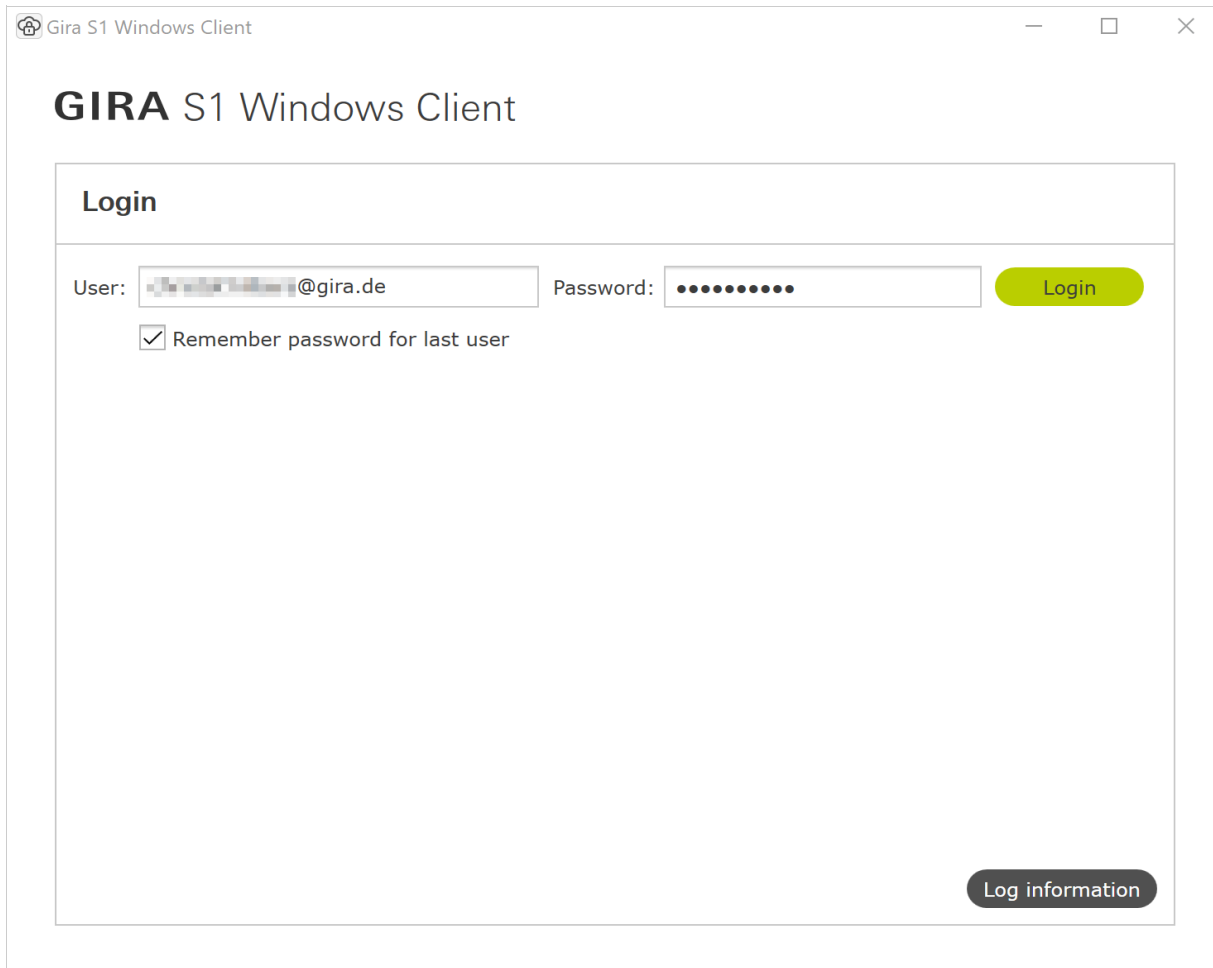 Gira S1 Windows Client
GIRA S1 Windows Client
Login
User: @gira.de Password: ●●●●●●●●●● Login
Remember password for last user
Log information